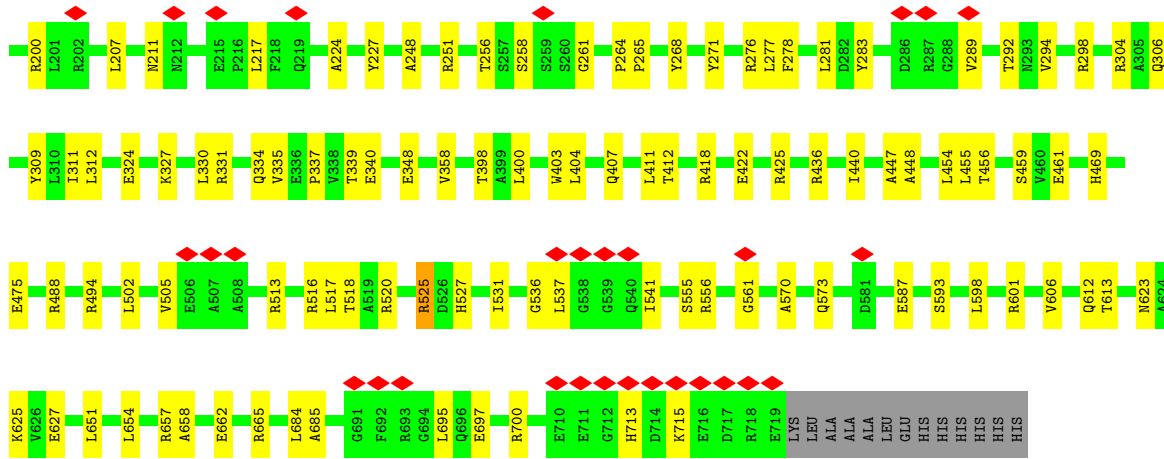 R200 L201 R202 L207 N211 N212 E215 P216 L217 F218 Q219 A224 Y227 A248 R251 T256 S257 S258 S259 S260 G261 P264 P265 Y268 Y271 R276 L277 F278 L281 D282 Y283 D286 R287 G288 V289 T292 N293 V294 R298 R304 A305 Q306
Y309 L310 I311 L312 E324 K327 L330 R331 Q334 V335 E336 P337 V338 T339 E340 E348 V358 T398 A399 L400 W403 L404 Q407 L411 T412 R418 E422 R425 R436 I440 A447 A448 L454 L455 T456 S459 V460 E461 H469
E475 R488 R494 L502 V505 E506 A507 A508 R513 R516 L517 T518 A519 R520 R525 D526 H527 I531 G536 L537 G538 G539 Q540 I541 S555 R556 G561 A570 Q573 D581 E587 S593 L598 R601 V606 Q612 T613 N623 A624
K625 V626 E627 L651 L654 R657 A658 E662 R665 L684 A685 G691 F692 R693 G694 L695 Q696 E697 R700 E710 E711 G712 H713 D714 K715 E716 D717 R718 E719 LYS LEU ALA ALA ALA LEU GLU HIS HIS HIS HIS HIS HIS